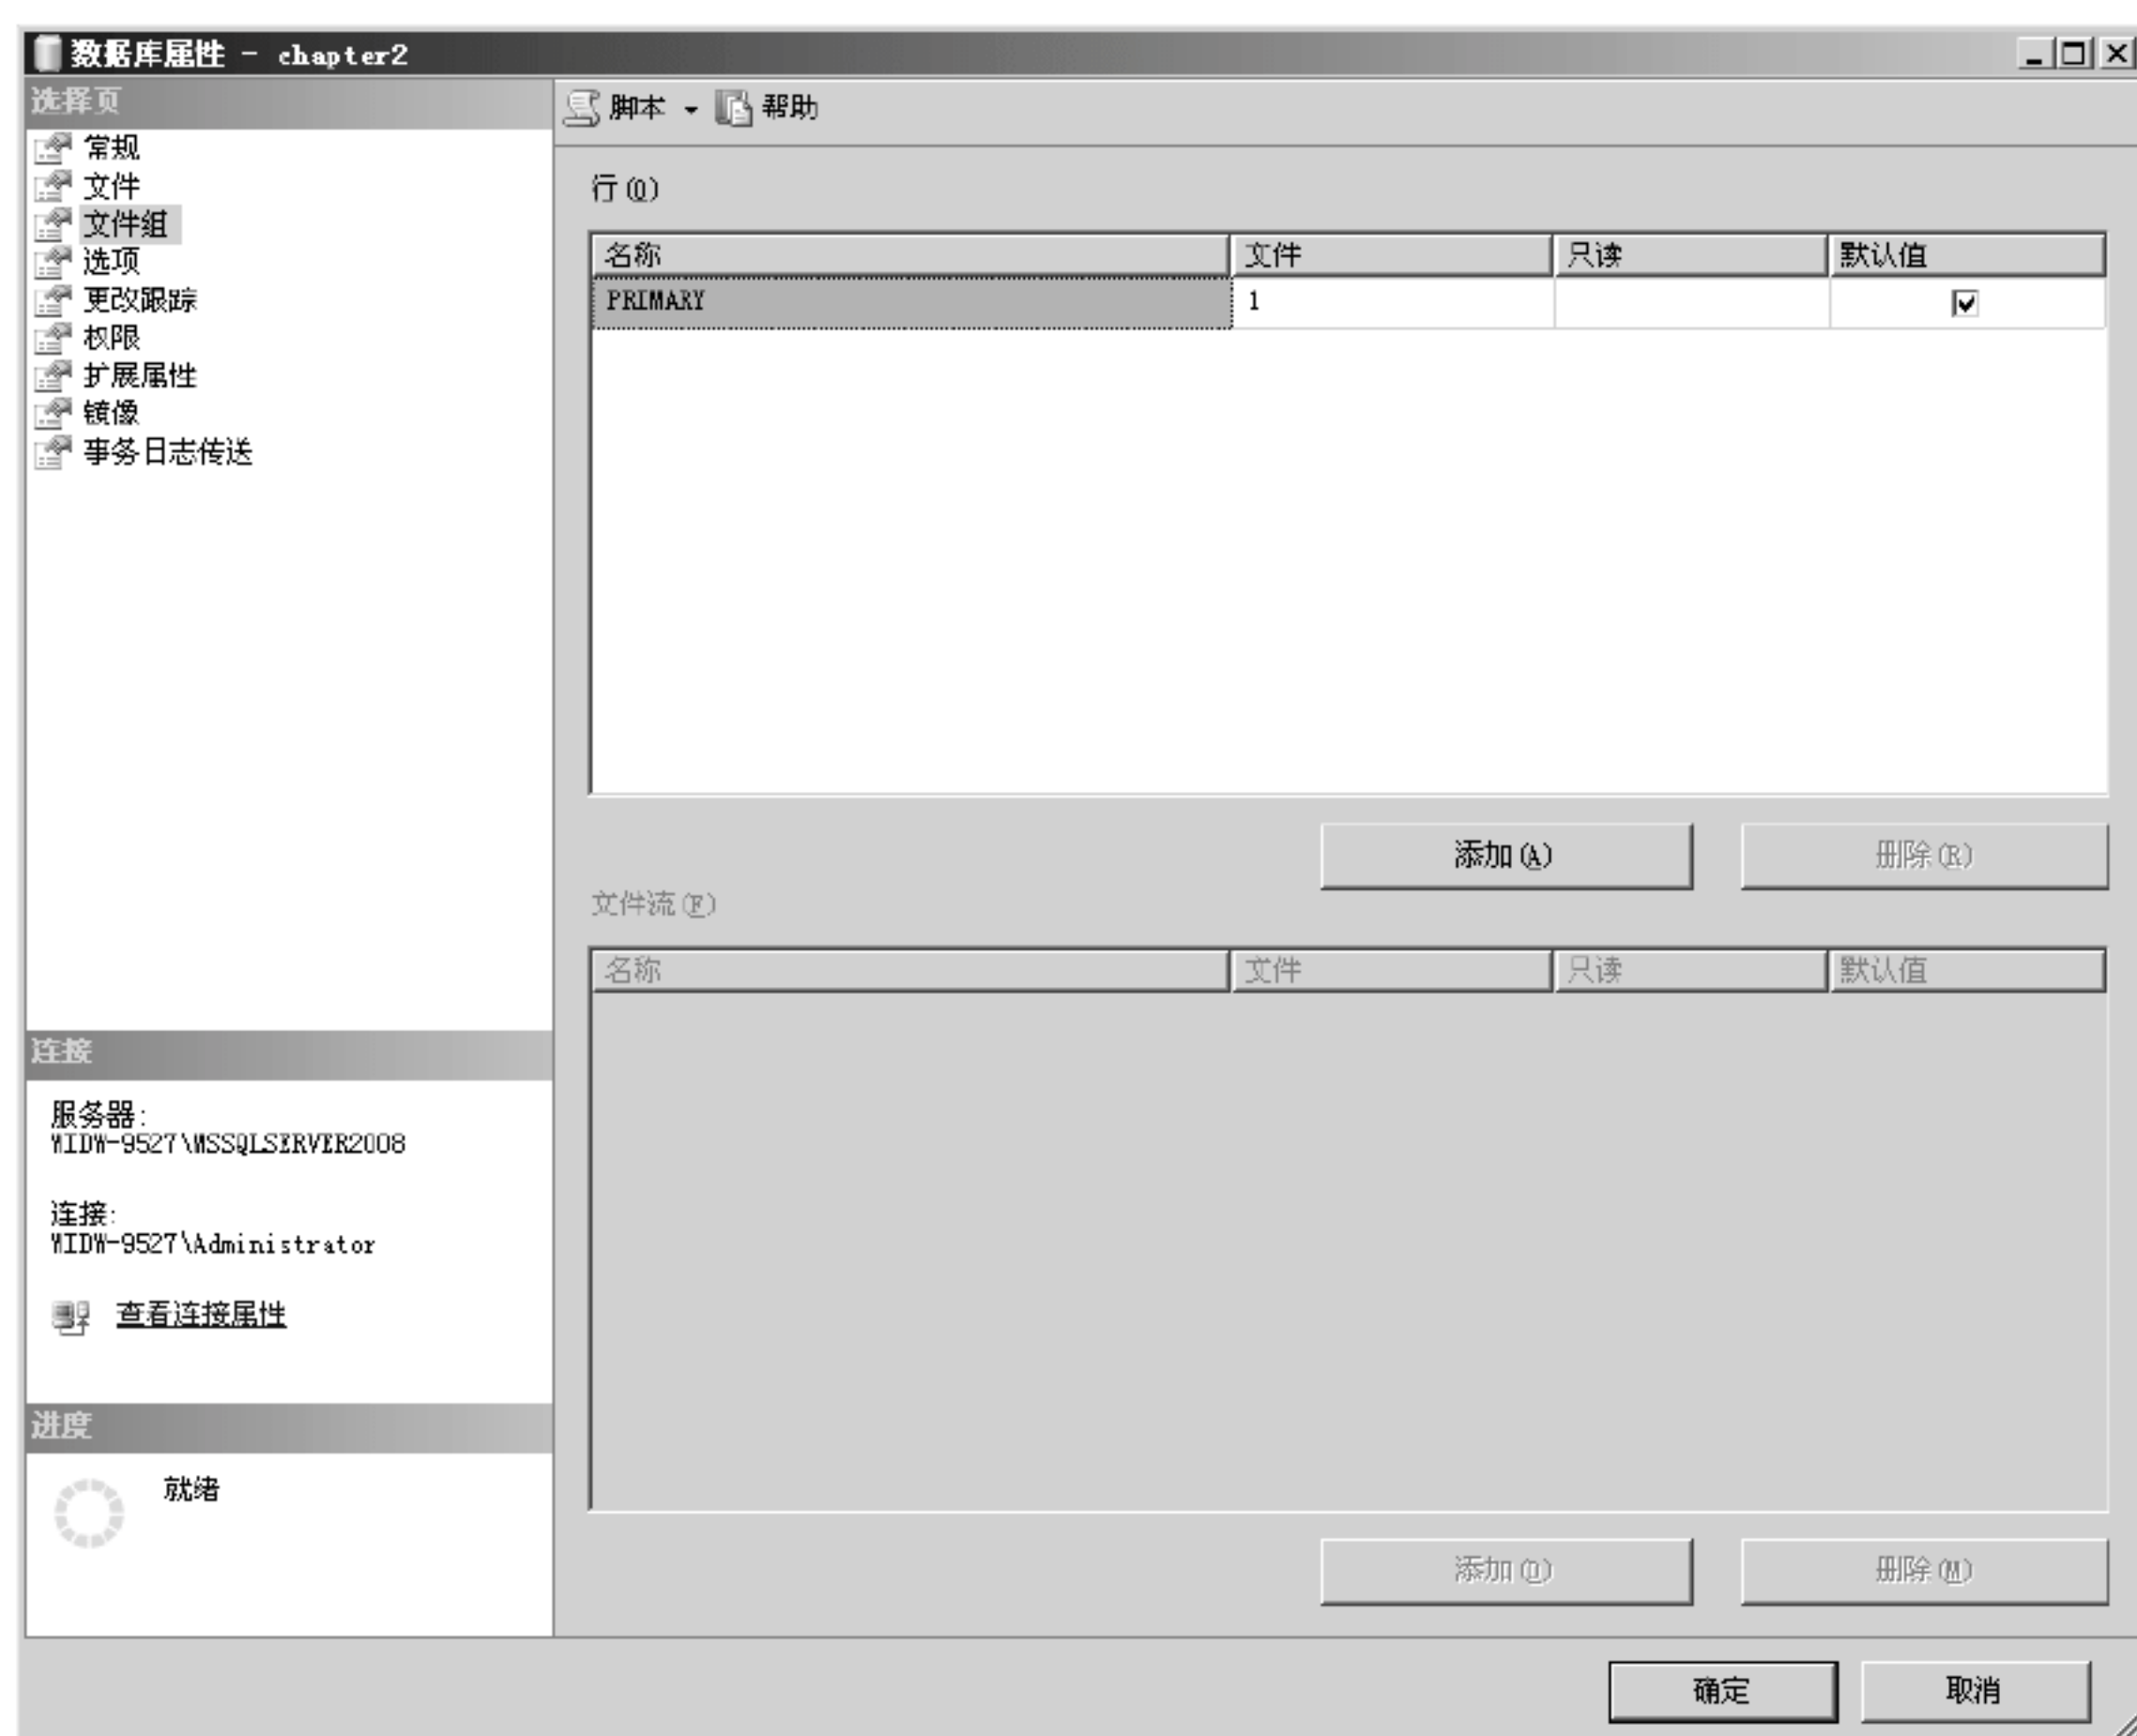 数据库属性 - chapter2
选择页
常规
文件
文件组
选项
更改跟踪
权限
扩展属性
镜像
事务日志传送
脚本 帮助
行(O)
名称 文件 只读 默认值
PRIMARY 1
添加(A) 删除(R)
文件流(F)
名称 文件 只读 默认值
添加(D) 删除(M)
连接
服务器:
WIDW-9527\MSSQLSERVER2008
连接:
WIDW-9527\Administrator
查看连接属性
进度
就绪
确定 取消